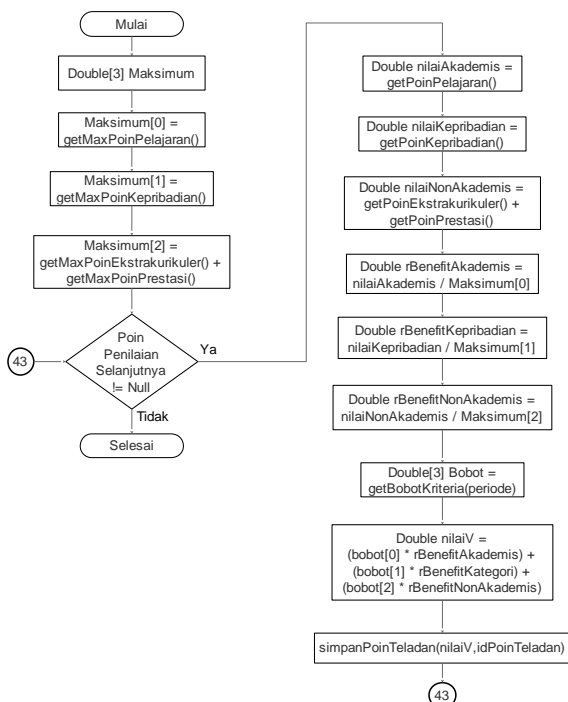 Mulai
Double[3] Maksimum
Maksimum[0] =
getMaxPoinPelajaran()
Maksimum[1] =
getMaxPoinKepribadian()
Maksimum[2] =
getMaxPoinEkstrakurikuler() +
getMaxPoinPrestasi()
43
Poin
Penilaian
Selanjutnya
!= Null
Ya
Tidak
Selesai
Double nilaiAkademis =
getPoinPelajaran()
Double nilaiKepribadian =
getPoinKepribadian()
Double nilaiNonAkademis =
getPoinEkstrakurikuler() +
getPoinPrestasi()
Double rBenefitAkademis =
nilaiAkademis / Maksimum[0]
Double rBenefitKepribadian =
nilaiKepribadian / Maksimum[1]
Double rBenefitNonAkademis =
nilaiNonAkademis / Maksimum[2]
Double[3] Bobot =
getBobotKriteria(periode)
Double nilaiV =
(bobot[0] * rBenefitAkademis) +
(bobot[1] * rBenefitKategori) +
(bobot[2] * rBenefitNonAkademis)
simpanPoinTeladan(nilaiV,idPoinTeladan)
43